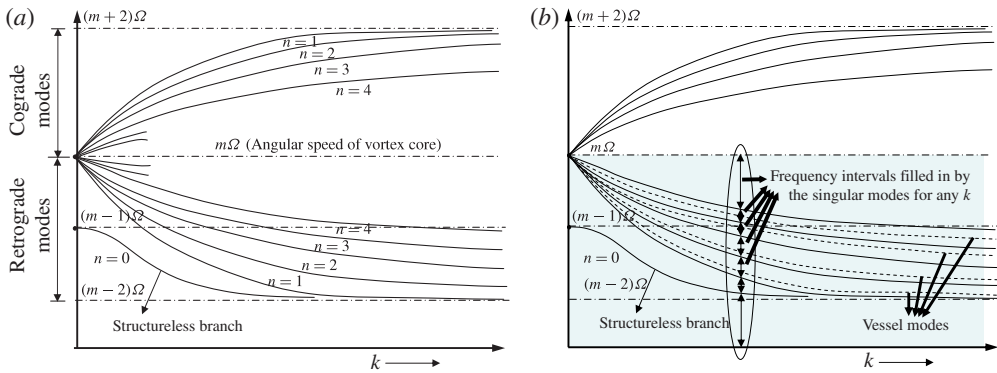 (a)
(m + 2)Ω
n = 1
n = 2
n = 3
n = 4
Cograde
modes
mΩ (Angular speed of vortex core)
Retrograde
modes
(m − 1)Ω
n = 4
n = 3
n = 0
n = 2
n = 1
(m − 2)Ω
Structureless branch
k
(b)
(m + 2)Ω
mΩ
Frequency intervals filled in by
the singular modes for any k
(m − 1)Ω
n = 0
(m − 2)Ω
Structureless branch
Vessel modes
k